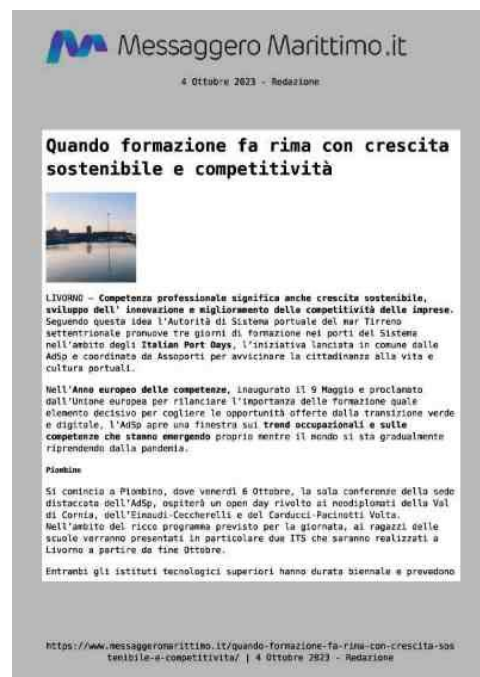 Messaggero Marittimo.it
4 Ottobre 2023 - Redazione
Quando formazione fa rima con crescita
sostenibile e competitività
LIVORNO – Competenza professionale significa anche crescita sostenibile,
sviluppo dell' innovazione e miglioramento della competitività delle imprese.
Seguendo questa idea l'Autorità di Sistema portuale del mar Tirreno
settentrionale promuove tre giorni di formazione nei porti del Sistema
nell'ambito degli Italian Port Days, l'iniziativa lanciata in comune dalle
AdSp e coordinata da Assoporti per avvicinare la cittadinanza alla vita e
cultura portuali.
Nell'Anno europeo delle competenze, inaugurato il 9 Maggio e proclamato
dall'Unione europea per rilanciare l'importanza della formazione quale
elemento decisivo per cogliere le opportunità offerte dalla transizione verde
e digitale, l'AdSp apre una finestra sui trend occupazionali e sulle
competenze che stanno emergendo proprio mentre il mondo si sta gradualmente
riprendendo dalla pandemia.
Piombino
Si comincia a Piombino, dove venerdì 6 Ottobre, la sala conferenze della sede
distaccata dell'AdSp, ospiterà un open day rivolto ai neodiplomati della Val
di Cornia, dell'Einaudi-Ceccherelli e del Carducci-Pacinotti Volta.
Nell'ambito del ricco programma previsto per la giornata, ai ragazzi delle
scuole verranno presentati in particolare due ITS che saranno realizzati a
Livorno a partire da fine Ottobre.
Entrambi gli istituti tecnologici superiori hanno durata biennale e prevedono
https://www.messaggeromarittimo.it/quando-formazione-fa-rima-con-crescita-sos
tenibile-e-competitivita/ | 4 Ottobre 2023 - Redazione